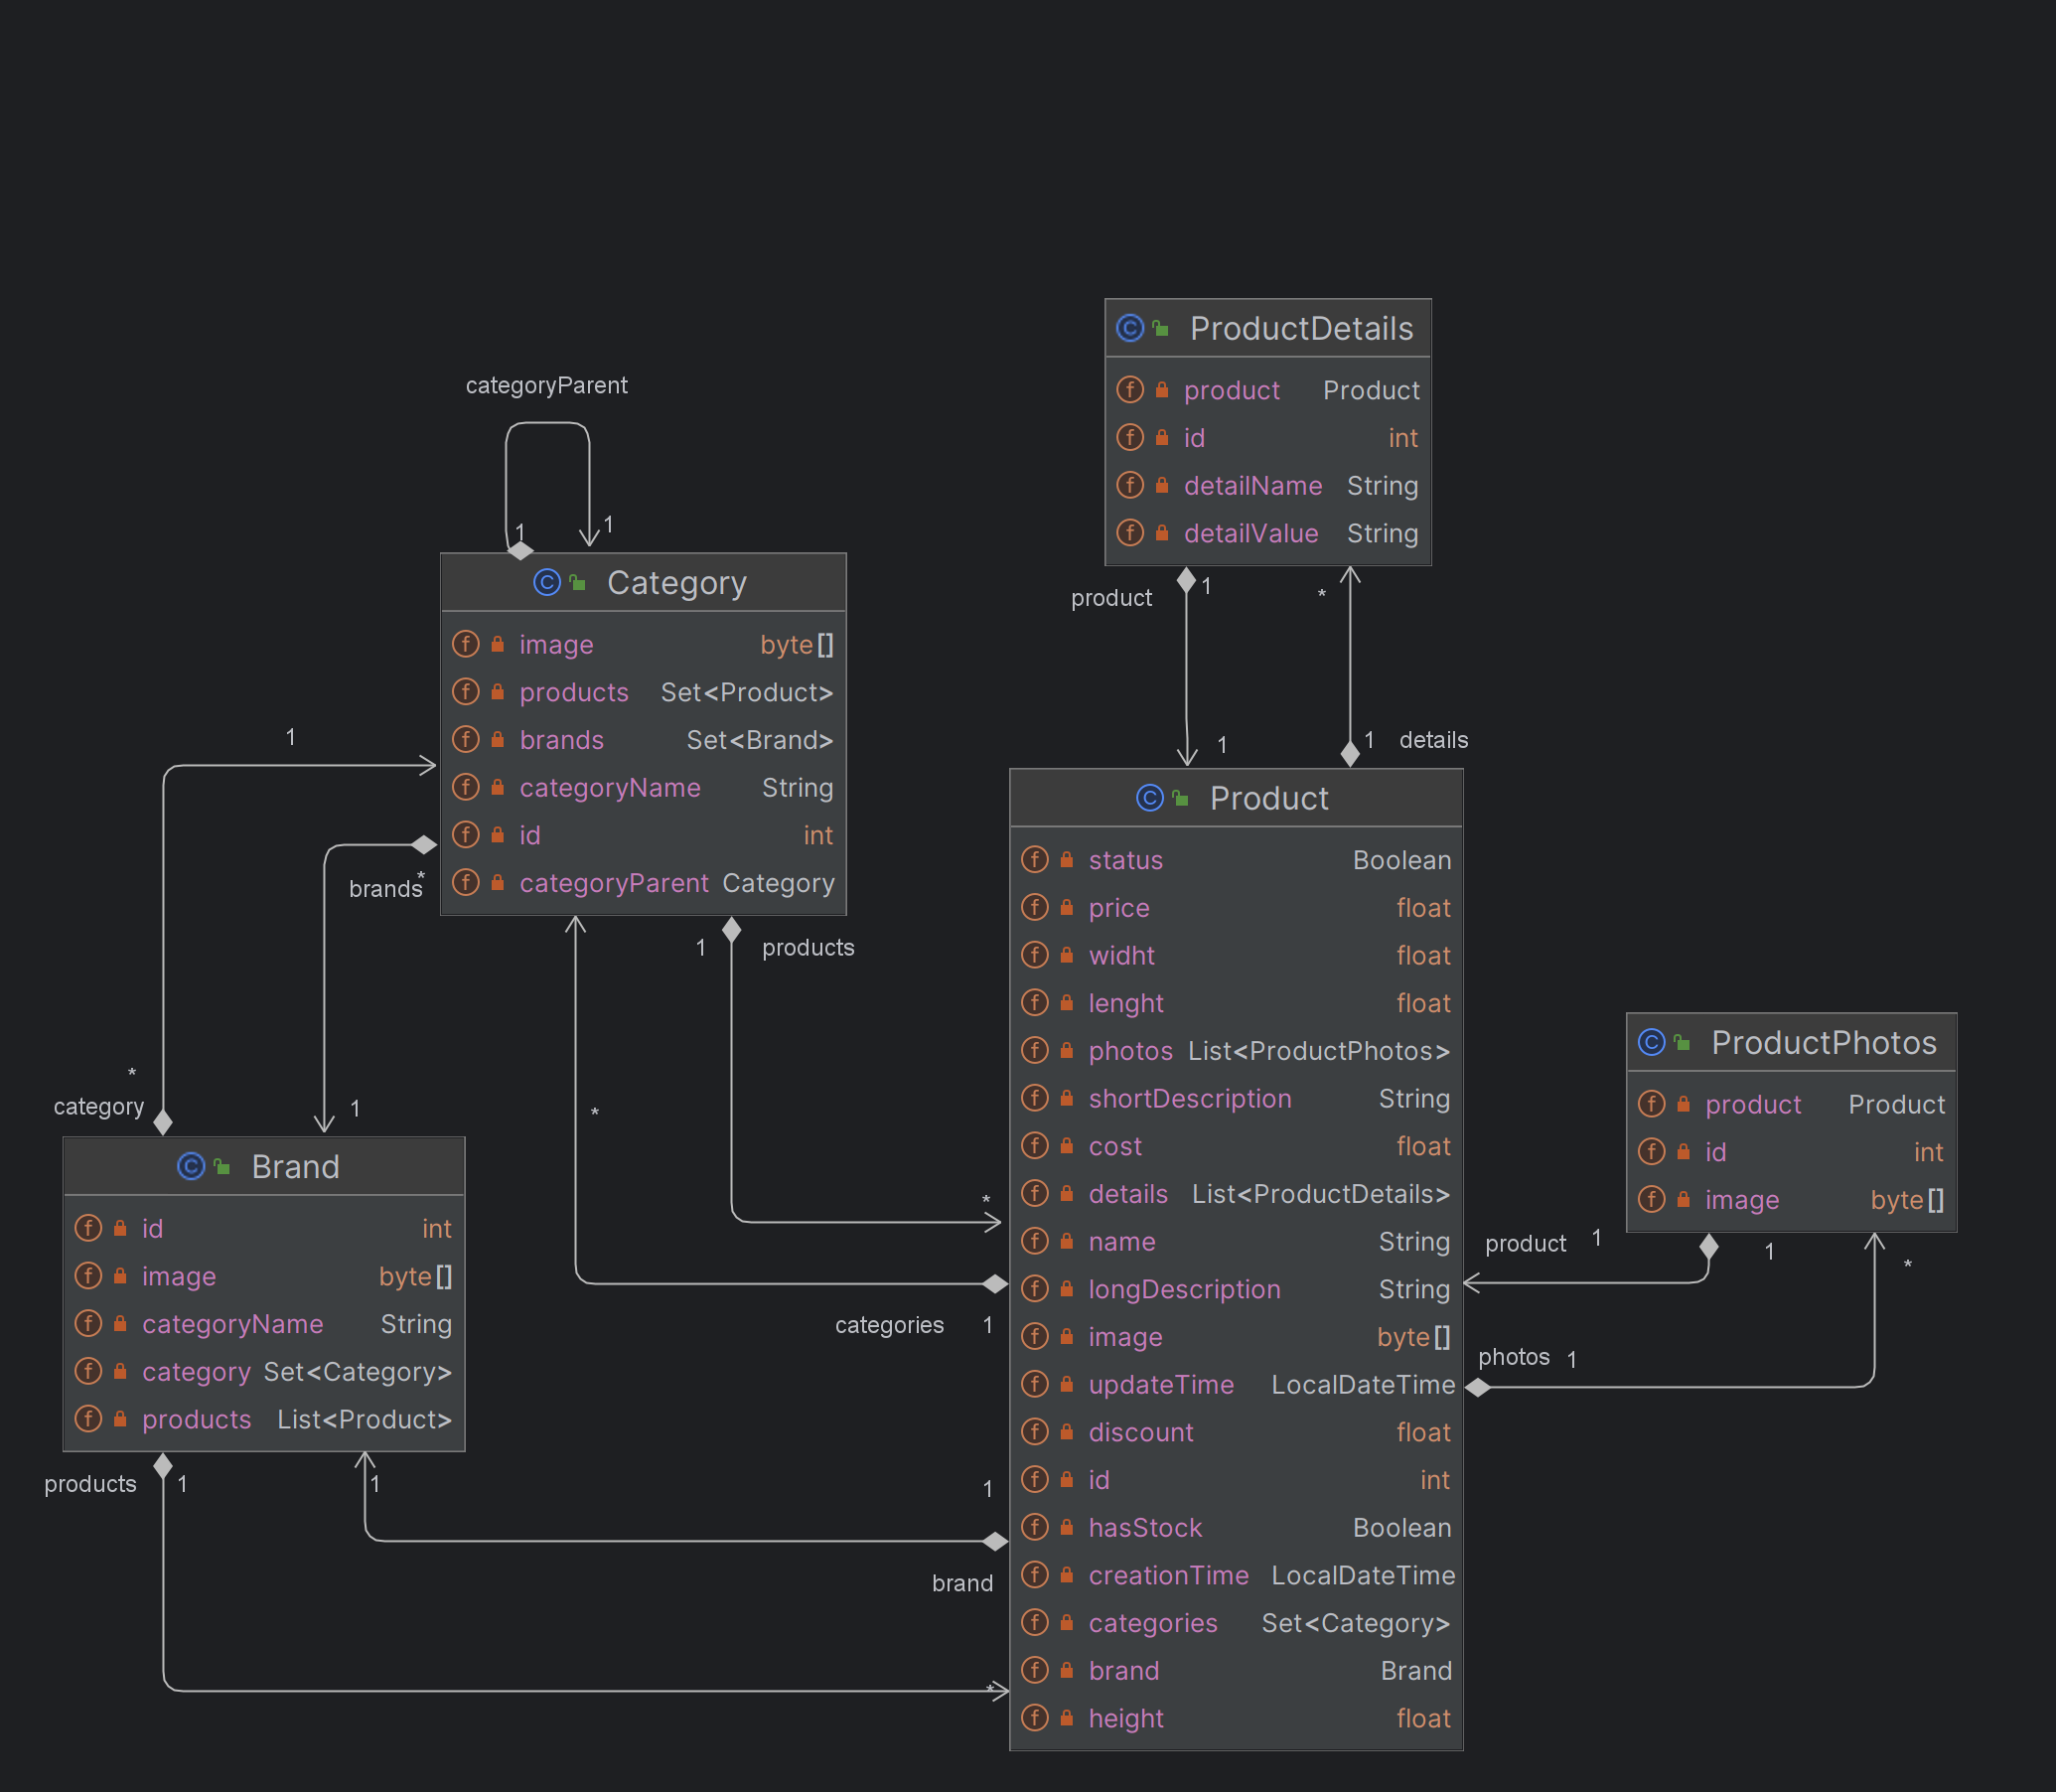 ProductDetails
product Product
id int
detailName String
detailValue String
categoryParent
1
1
Category
image byte[]
products Set<Product>
brands Set<Brand>
categoryName String
id int
categoryParent Category
product
1
*
1
1
details
1
brands
*
1
products
*
category
1
*
*
categories
1
Product
status Boolean
price float
widht float
lenght float
photos List<ProductPhotos>
shortDescription String
cost float
details List<ProductDetails>
name String
longDescription String
image byte[]
updateTime LocalDateTime
discount float
id int
hasStock Boolean
creationTime LocalDateTime
categories Set<Category>
brand Brand
height float
ProductPhotos
product Product
id int
image byte[]
product
1
1
*
photos
1
Brand
id int
image byte[]
categoryName String
category Set<Category>
products List<Product>
products
1
1
1
brand
*